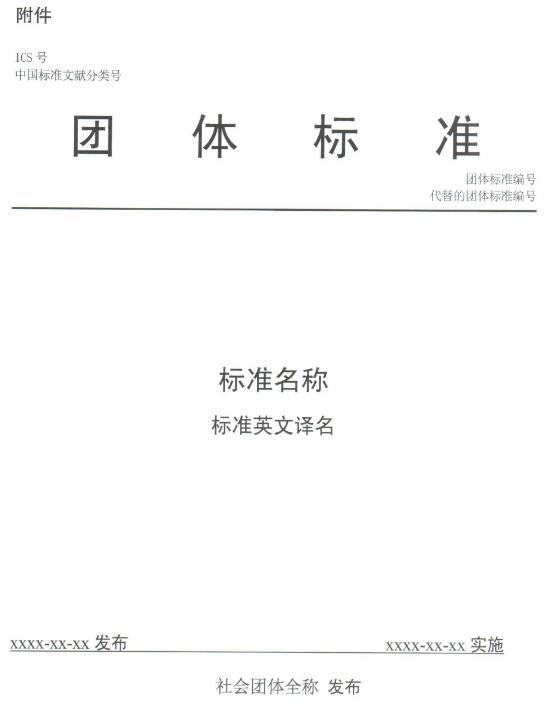 附件
ICS 号
中国标准文献分类号
团 体 标 准
团体标准编号
代替的团体标准编号
标准名称
标准英文译名
xxxx-xx-xx 发布 xxxx-xx-xx 实施
社会团体全称 发布